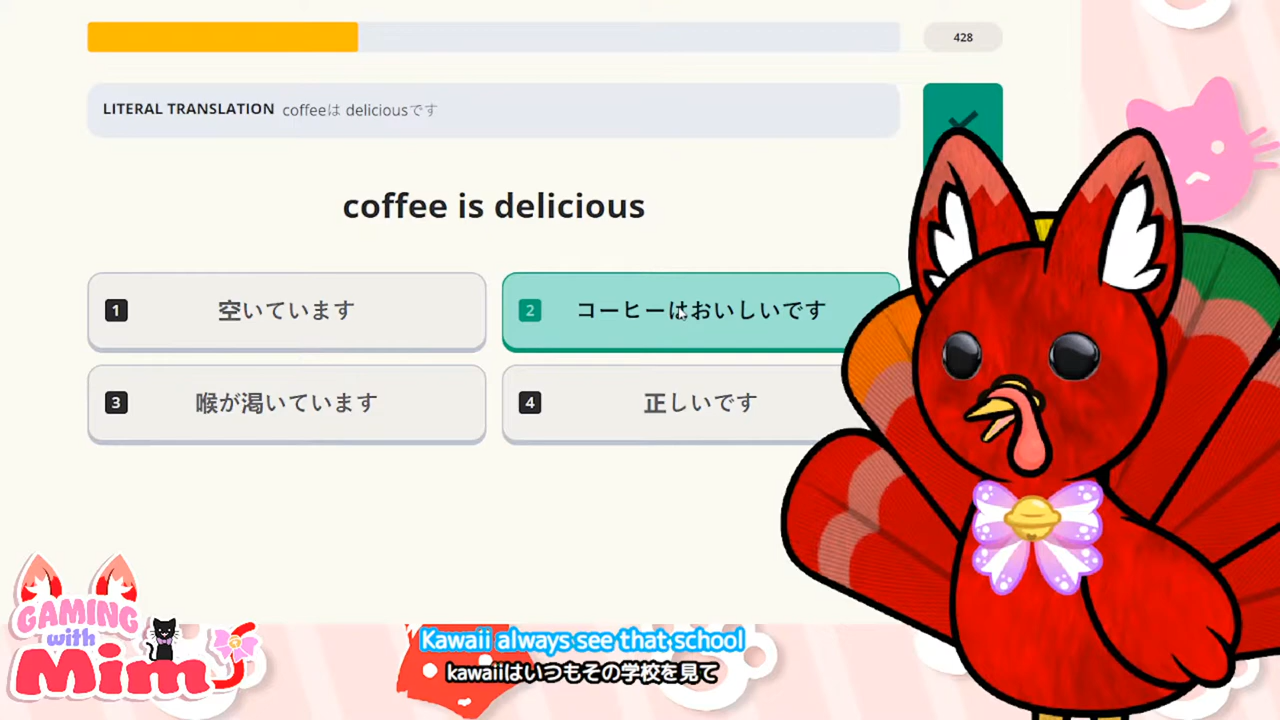 428
LITERAL TRANSLATION coffeeは deliciousです
coffee is delicious
1 空いています
2 コーヒーはおいしいです
3 喉が渇いています
4 正しいです
GAMING
with
Mim
Kawaii always see that school
kawaiiはいつもその学校を見て